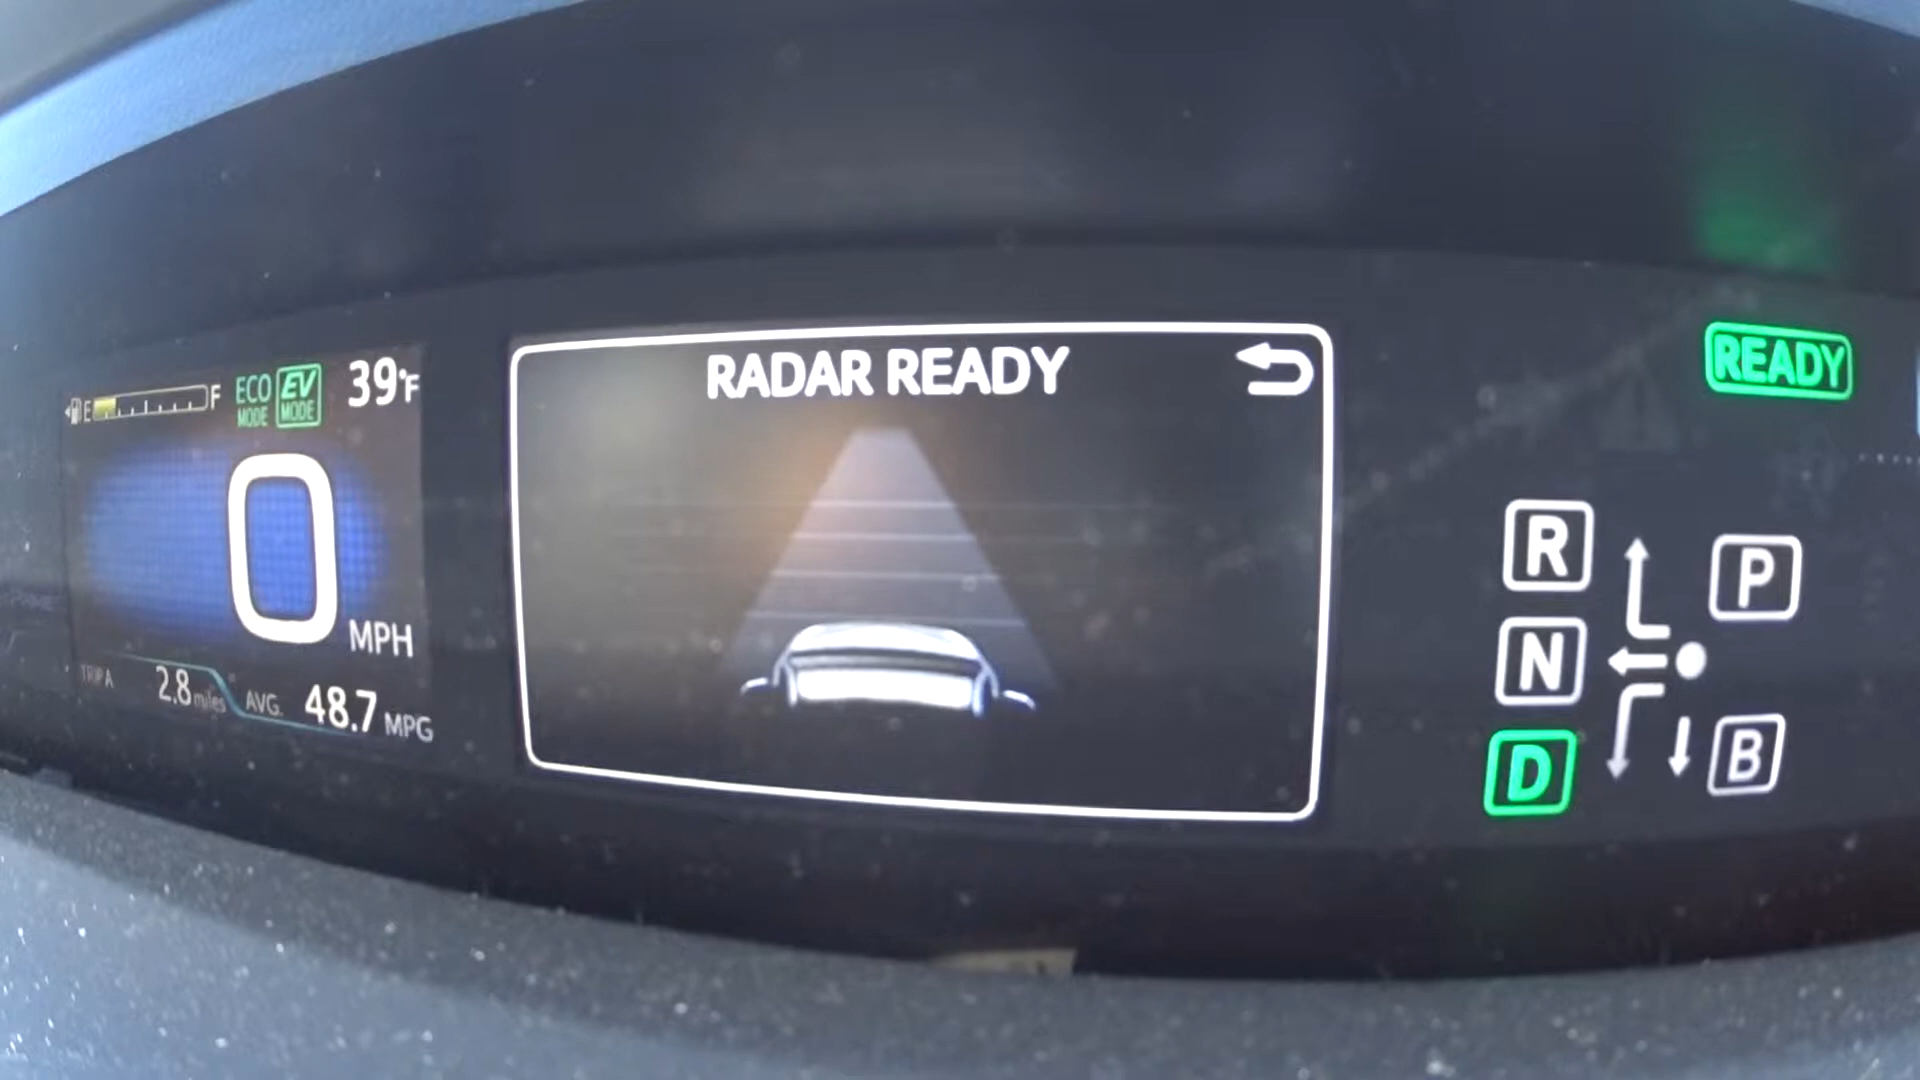 E F ECO MODE EV MODE 39°F
0 MPH
TRIP A 2.8 miles AVG. 48.7 MPG
RADAR READY
READY
R P
N
D B